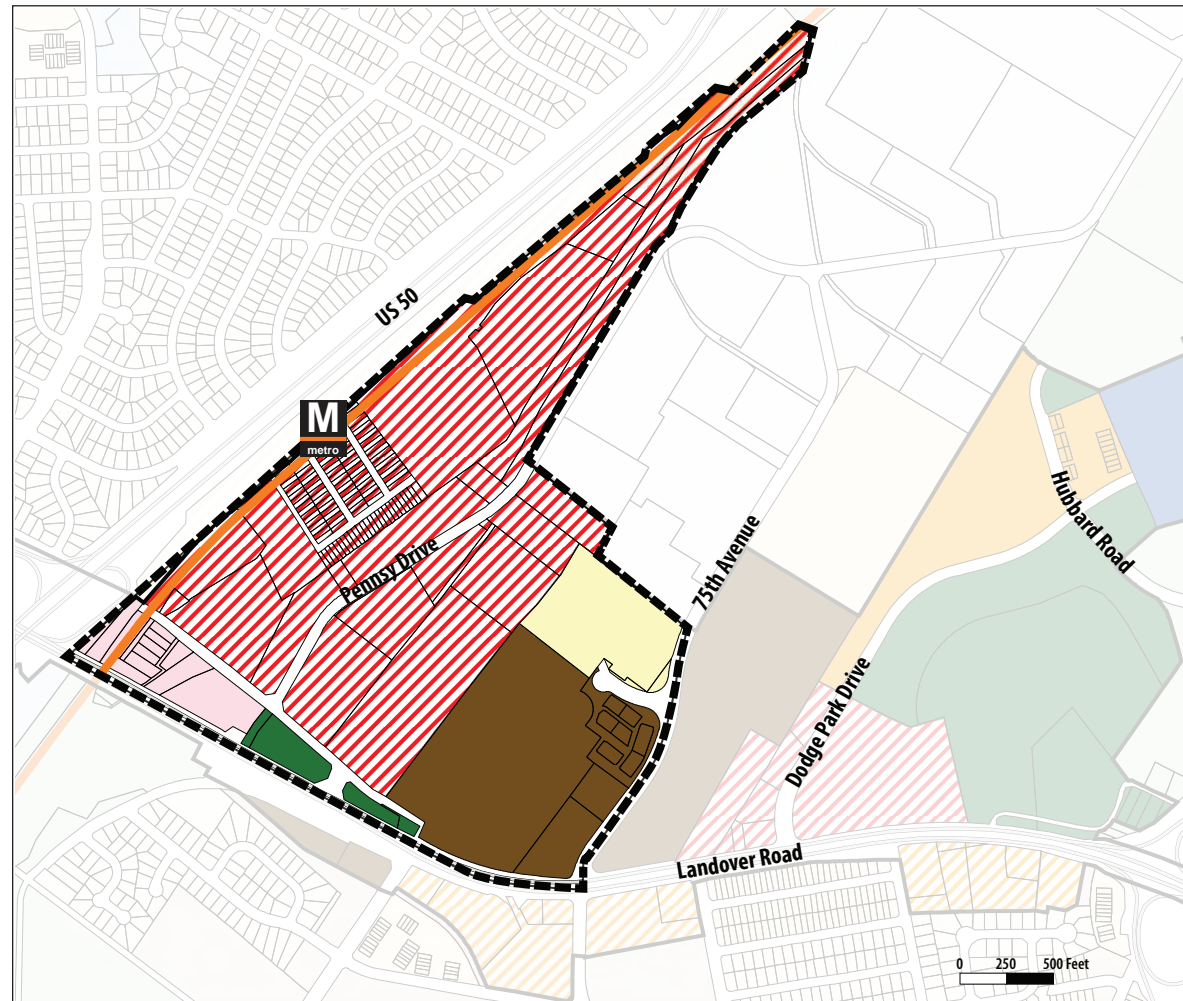 US 50
M
metro
Pennsy Drive
75th Avenue
Hubbard Road
Dodge Park Drive
Landover Road
0 250 500 Feet